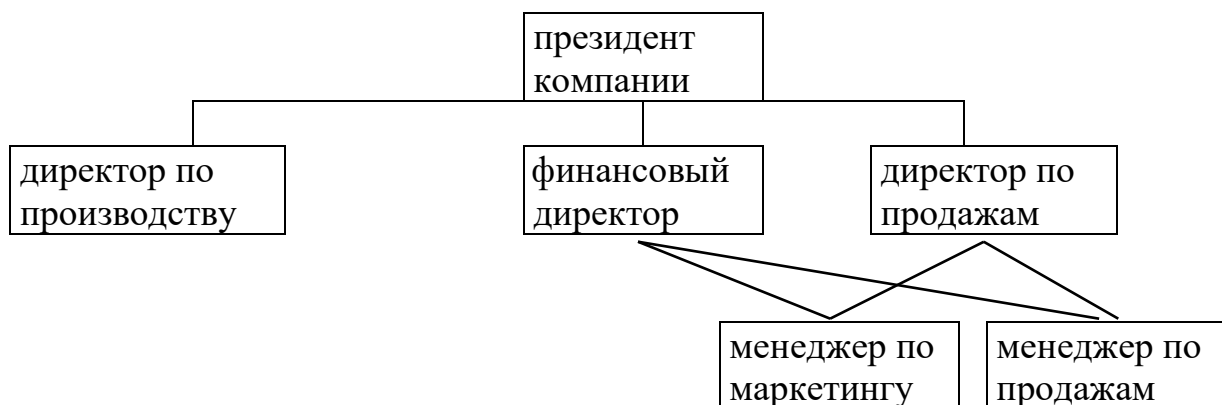 президент
компании
директор по
производству
финансовый
директор
директор по
продажам
менеджер по
маркетингу
менеджер по
продажам